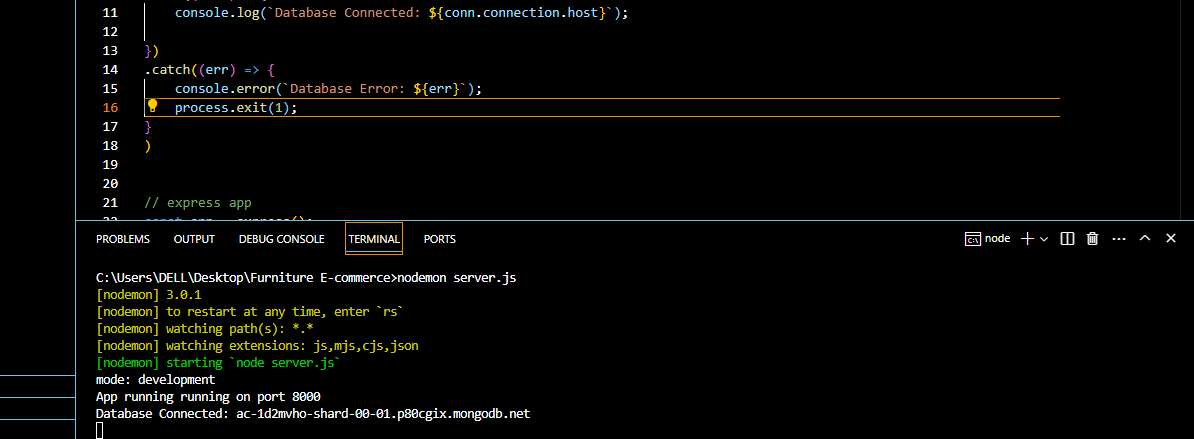 11 console.log(`Database Connected: ${conn.connection.host}`);
12
13 })
14 .catch((err) => {
15 console.error(`Database Error: ${err}`);
16 process.exit(1);
17 }
18 )
19
20
21 // express app
PROBLEMS OUTPUT DEBUG CONSOLE TERMINAL PORTS node
C:\Users\DELL\Desktop\Furniture E-commerce>nodemon server.js
[nodemon] 3.0.1
[nodemon] to restart at any time, enter `rs`
[nodemon] watching path(s): *.*
[nodemon] watching extensions: js,mjs,cjs,json
[nodemon] starting `node server.js`
mode: development
App running running on port 8000
Database Connected: ac-1d2mvho-shard-00-01.p80cgix.mongodb.net